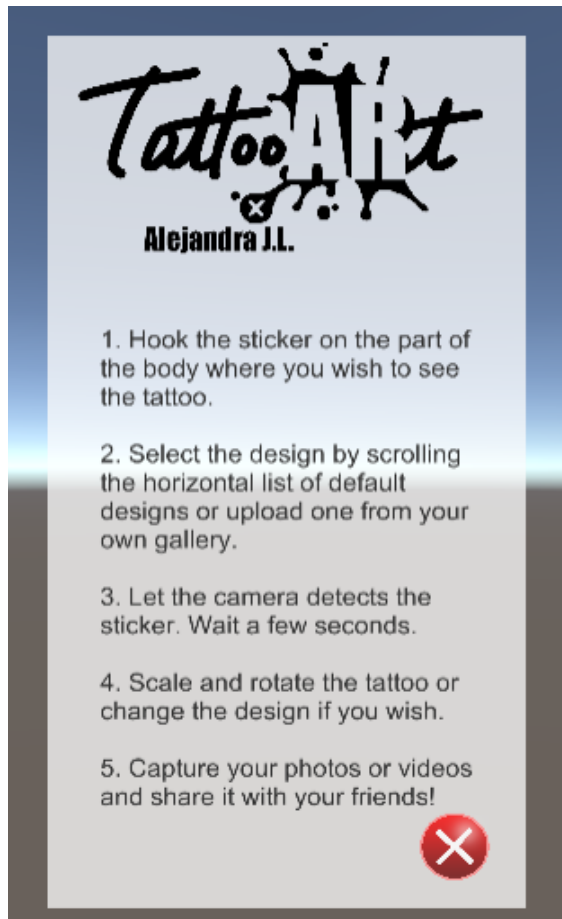 Tattoo ARt
Alejandra J.L.
1. Hook the sticker on the part of
the body where you wish to see
the tattoo.
2. Select the design by scrolling
the horizontal list of default
designs or upload one from your
own gallery.
3. Let the camera detects the
sticker. Wait a few seconds.
4. Scale and rotate the tattoo or
change the design if you wish.
5. Capture your photos or videos
and share it with your friends!